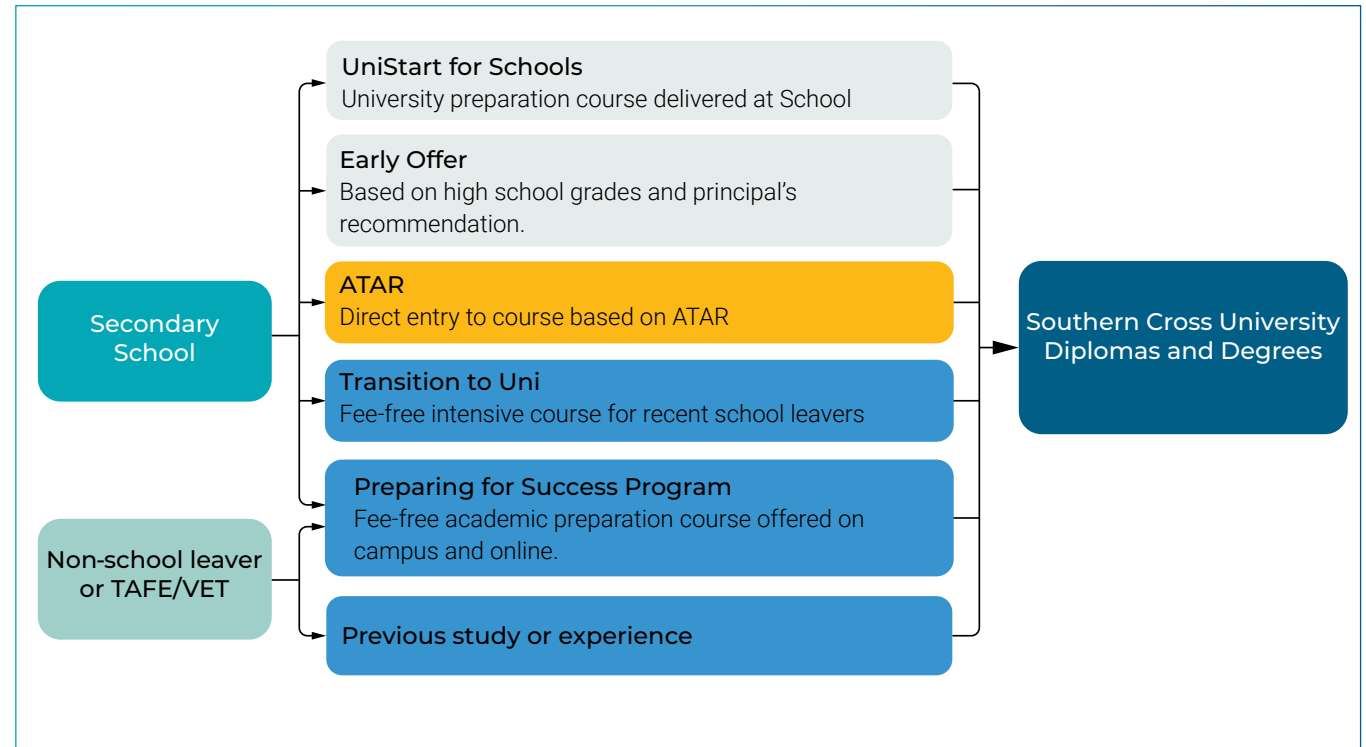 UniStart for Schools
University preparation course delivered at School
Early Offer
Based on high school grades and principal’s
recommendation.
ATAR
Direct entry to course based on ATAR
Secondary
School
Southern Cross University
Diplomas and Degrees
Transition to Uni
Fee-free intensive course for recent school leavers
Preparing for Success Program
Fee-free academic preparation course offered on
campus and online.
Non-school leaver
or TAFE/VET
Previous study or experience